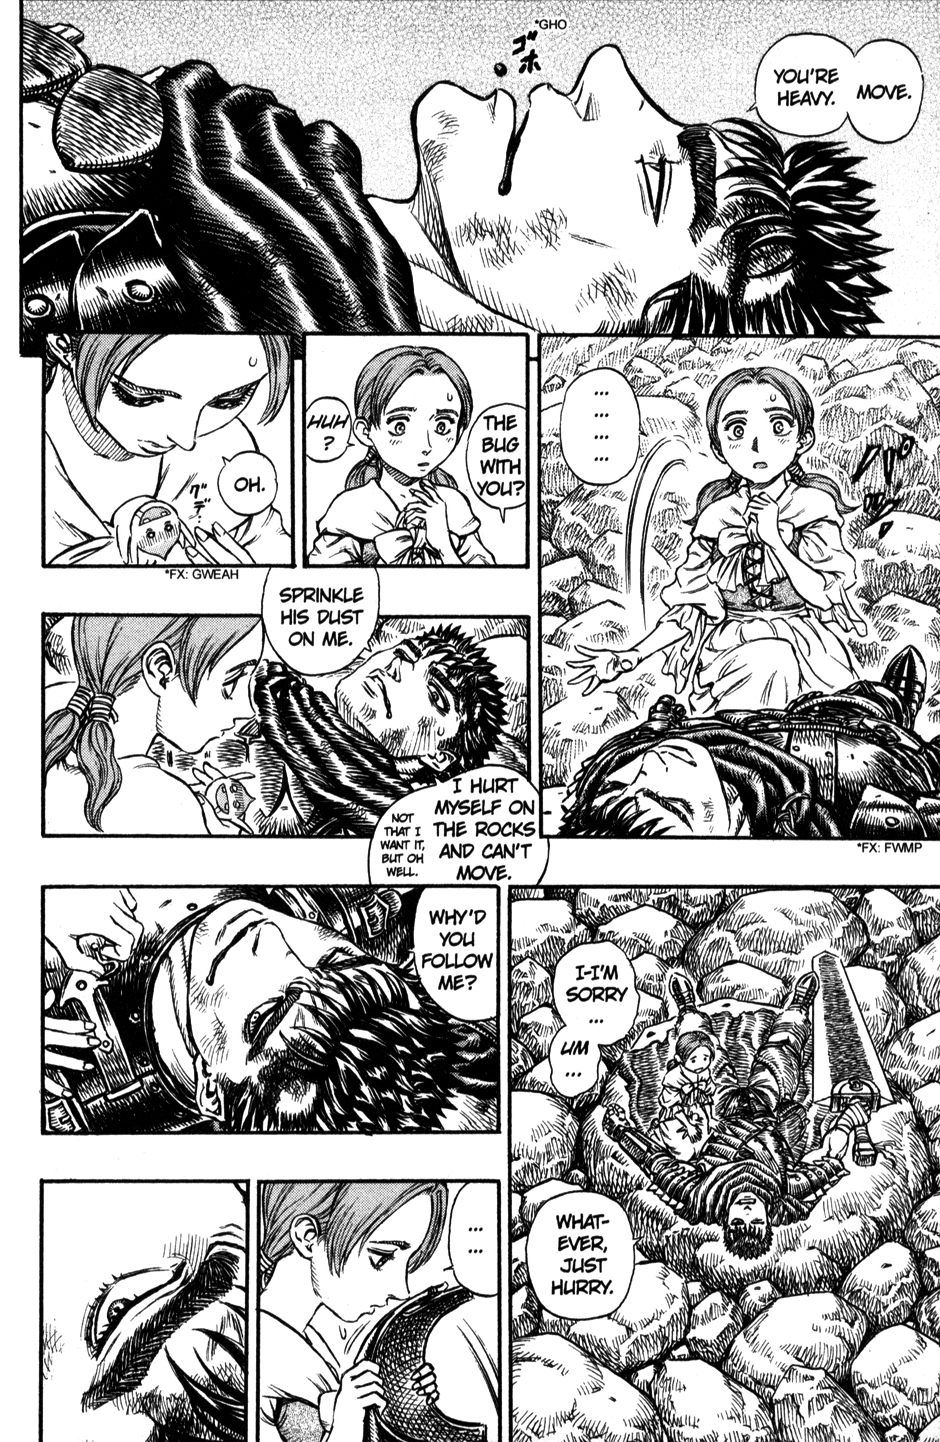 *GHO
ゴホ
MOVE.
YOU'RE
HEAVY.
...
...
...
...
*FX: FWMP
THE
BUG
WITH
YOU?
HUH
?
OH.
グデ
*FX: GWEAH
SPRINKLE
HIS DUST
ON ME.
I HURT
MYSELF ON
THE ROCKS
AND CAN'T
MOVE.
NOT
THAT I
WANT IT,
BUT OH
WELL.
I-I'M
SORRY
...
UM
...
WHAT-
EVER,
JUST
HURRY.
WHY'D
YOU
FOLLOW
ME?
...
...